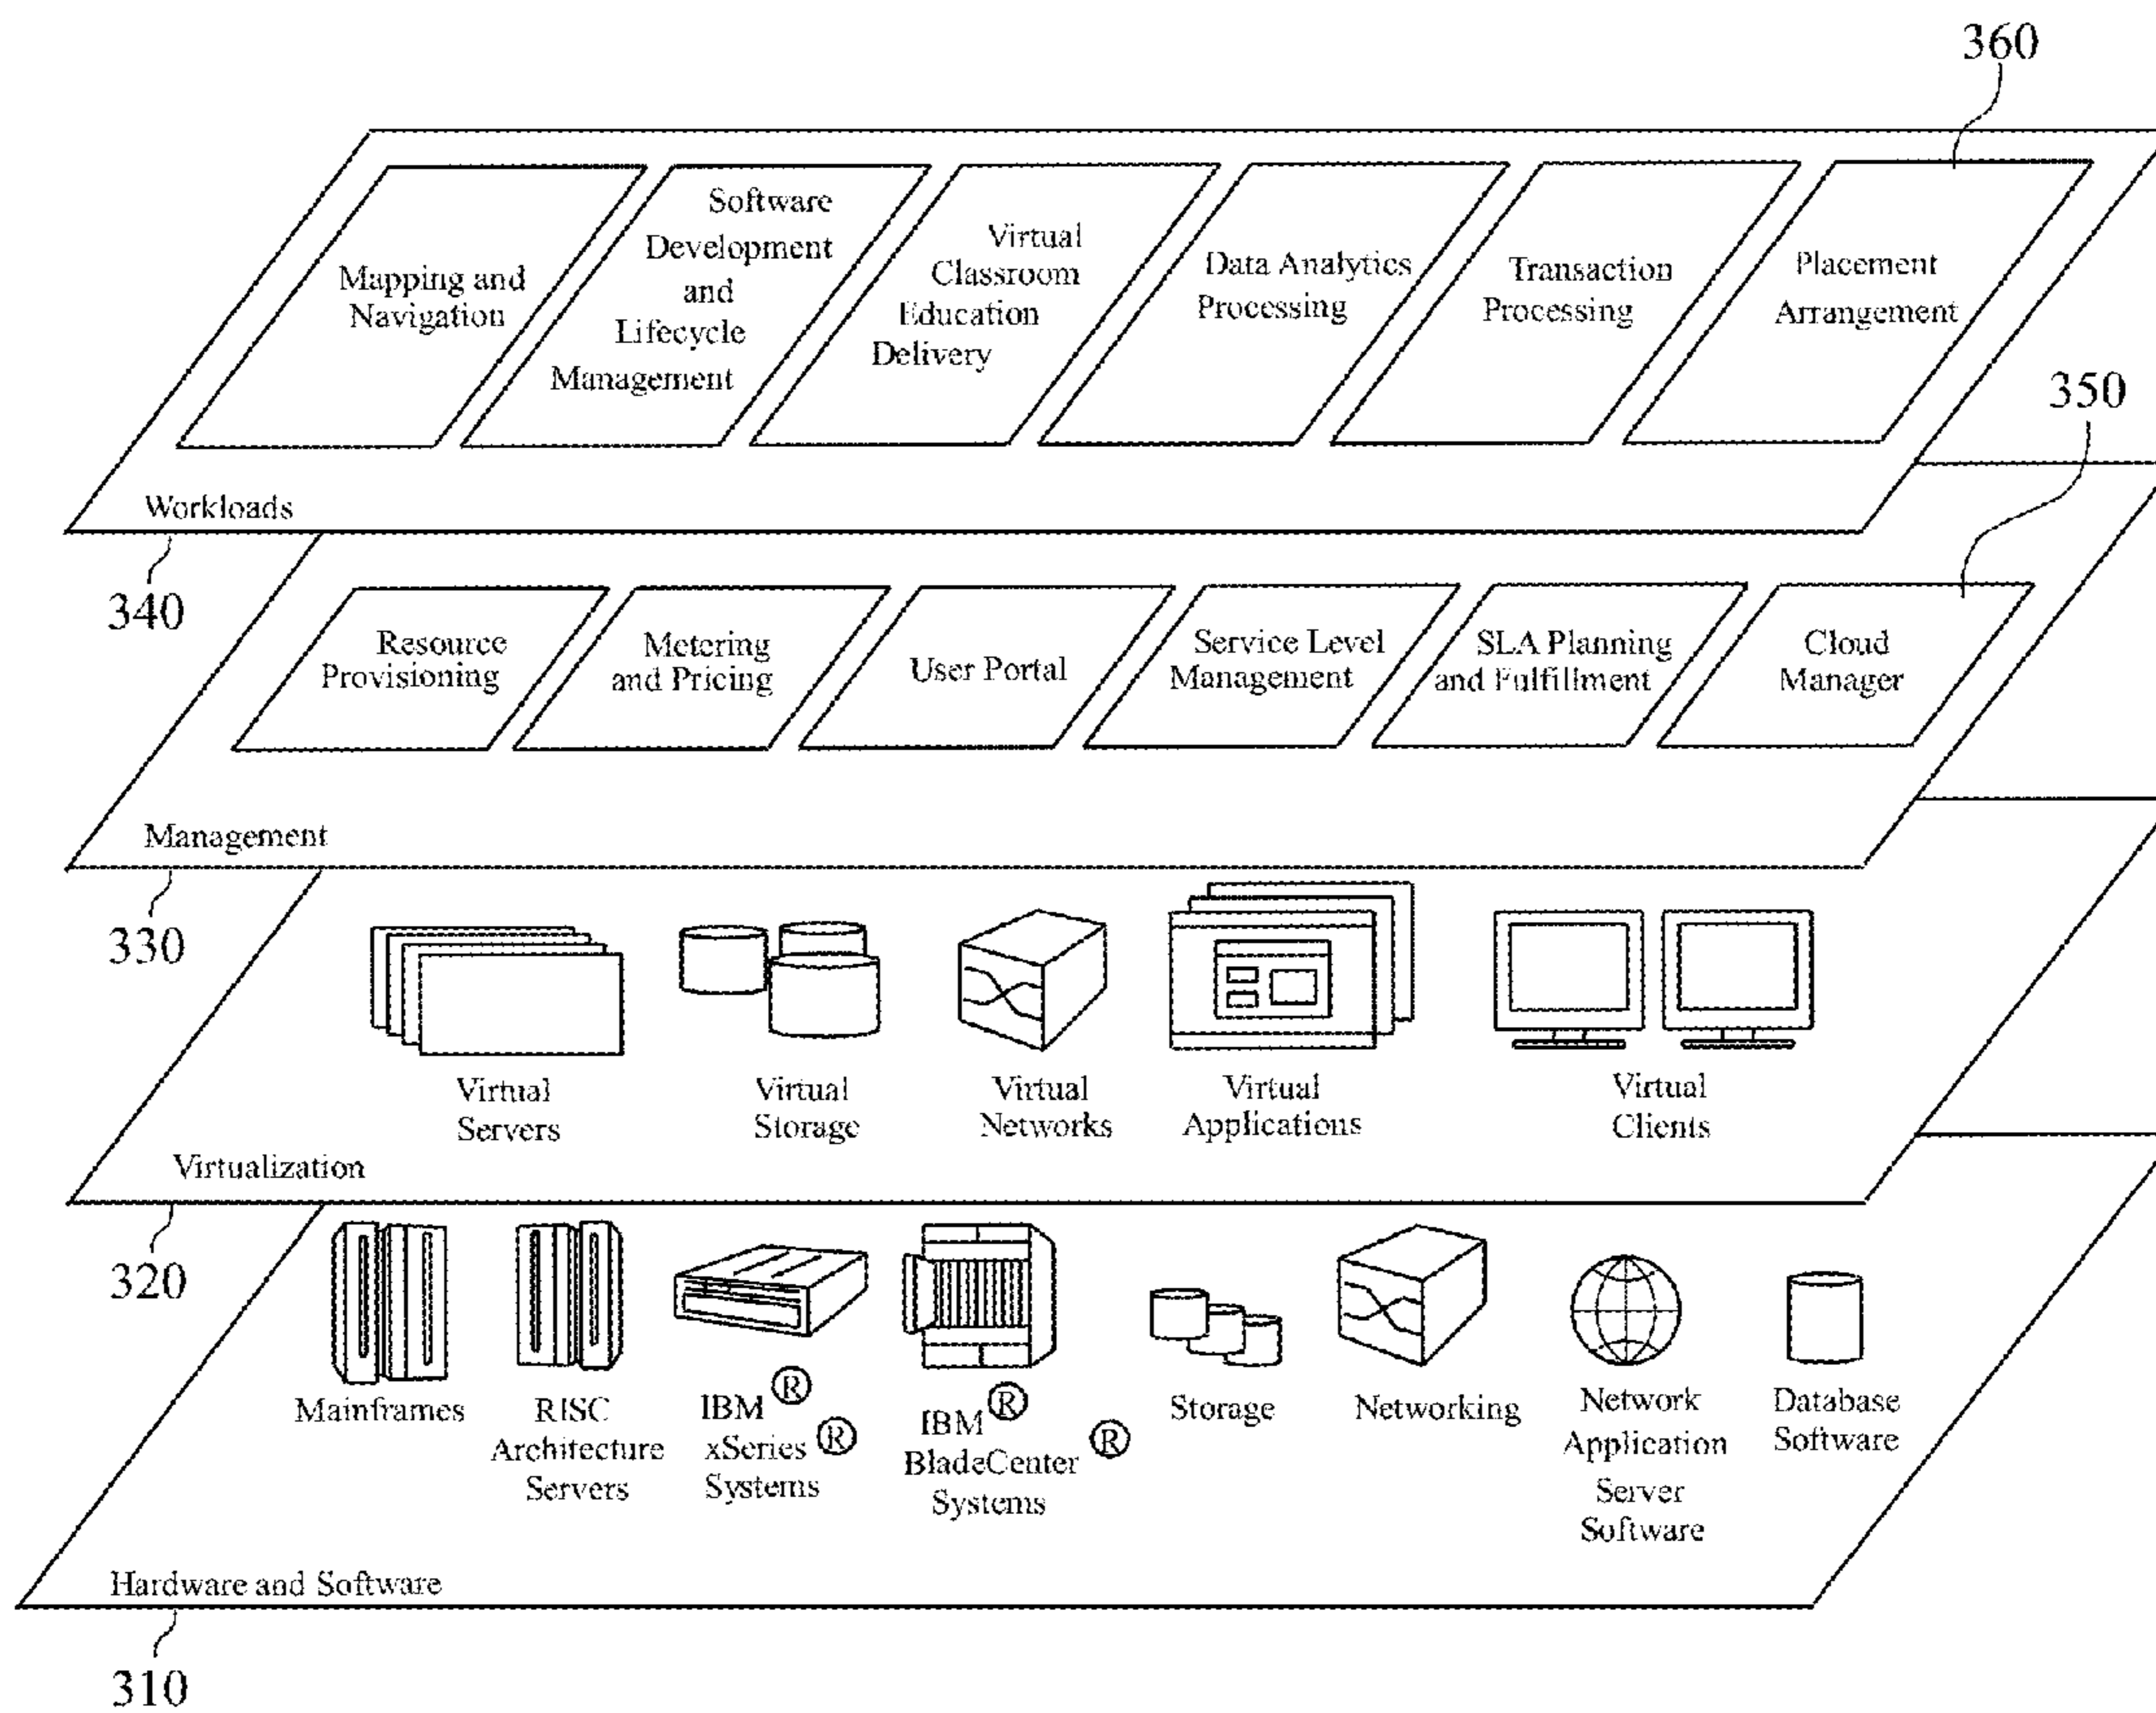 360
Mapping and
Navigation
Software
Development
and
Lifecycle
Management
Virtual
Classroom
Education
Delivery
Data Analytics
Processing
Transaction
Processing
Placement
Arrangement
350
Workloads
340
Resource
Provisioning
Metering
and Pricing
User Portal
Service Level
Management
SLA Planning
and Fulfillment
Cloud
Manager
Management
330
Virtual
Servers
Virtual
Storage
Virtual
Networks
Virtual
Applications
Virtual
Clients
Virtualization
320
Mainframes
RISC
Architecture
Servers
IBM ®
xSeries ®
Systems
IBM ®
BladeCenter ®
Systems
Storage
Networking
Network
Application
Server
Software
Database
Software
Hardware and Software
310